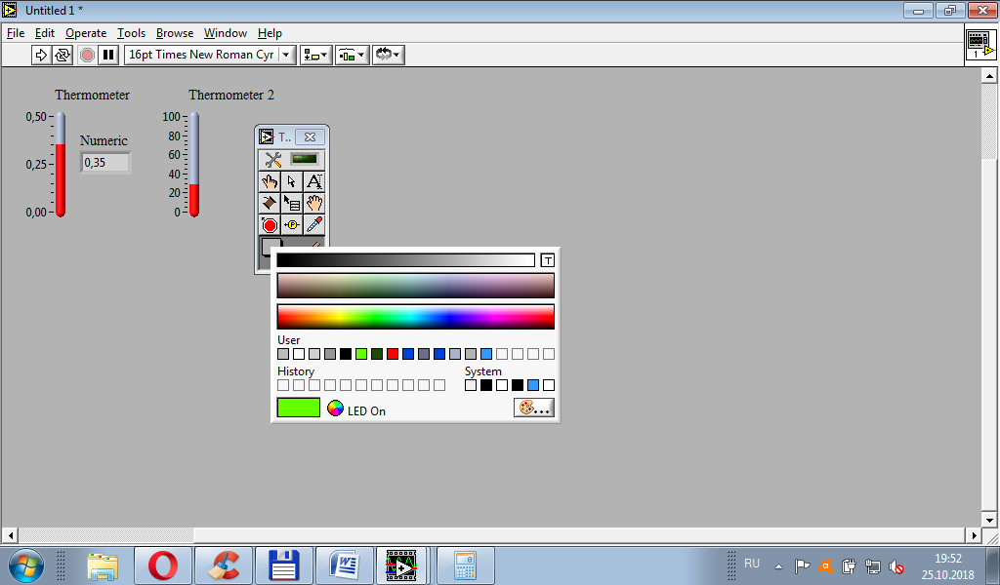 Untitled 1 *
File Edit Operate Tools Browse Window Help
16pt Times New Roman Cyr
1
Thermometer
Thermometer 2
0,50
0,25
0,00
Numeric
0,35
100
80
60
40
20
0
T..
A
P
T
User
History
System
LED On
...
RU
W
19:52
25.10.2018